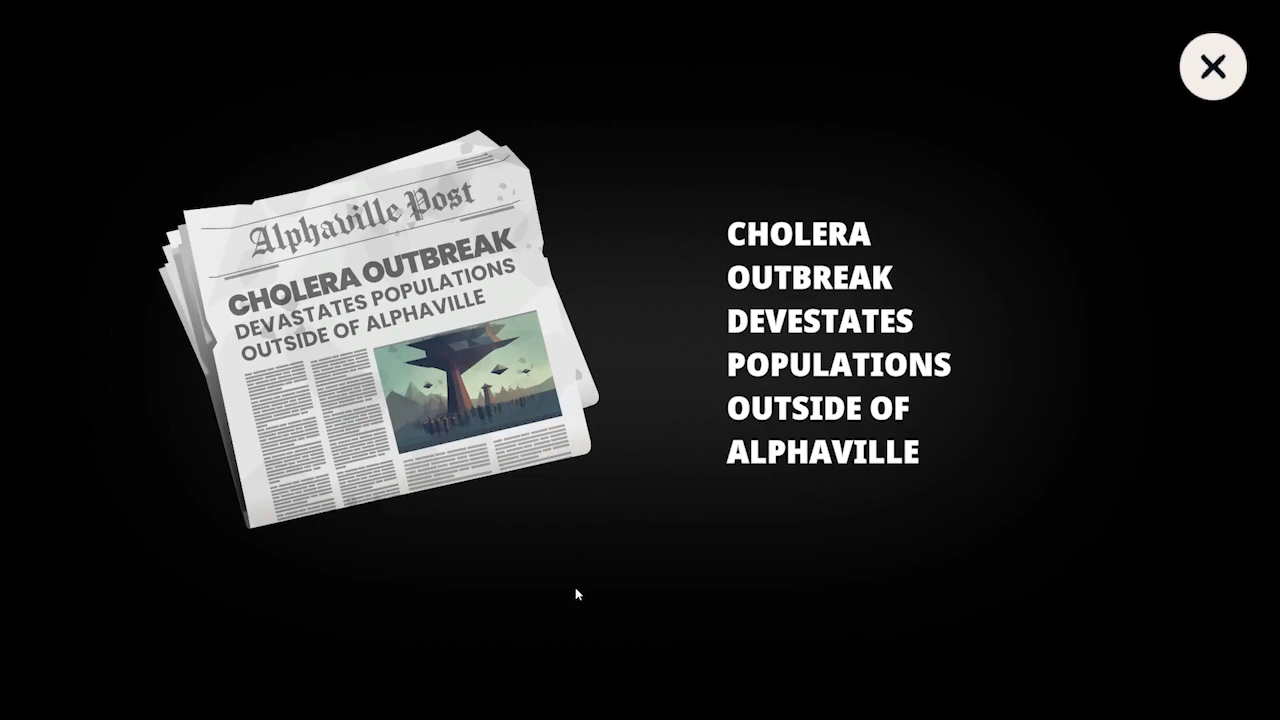 Alphaville Post
CHOLERA OUTBREAK
DEVASTATES POPULATIONS
OUTSIDE OF ALPHAVILLE
CHOLERA
OUTBREAK
DEVESTATES
POPULATIONS
OUTSIDE OF
ALPHAVILLE